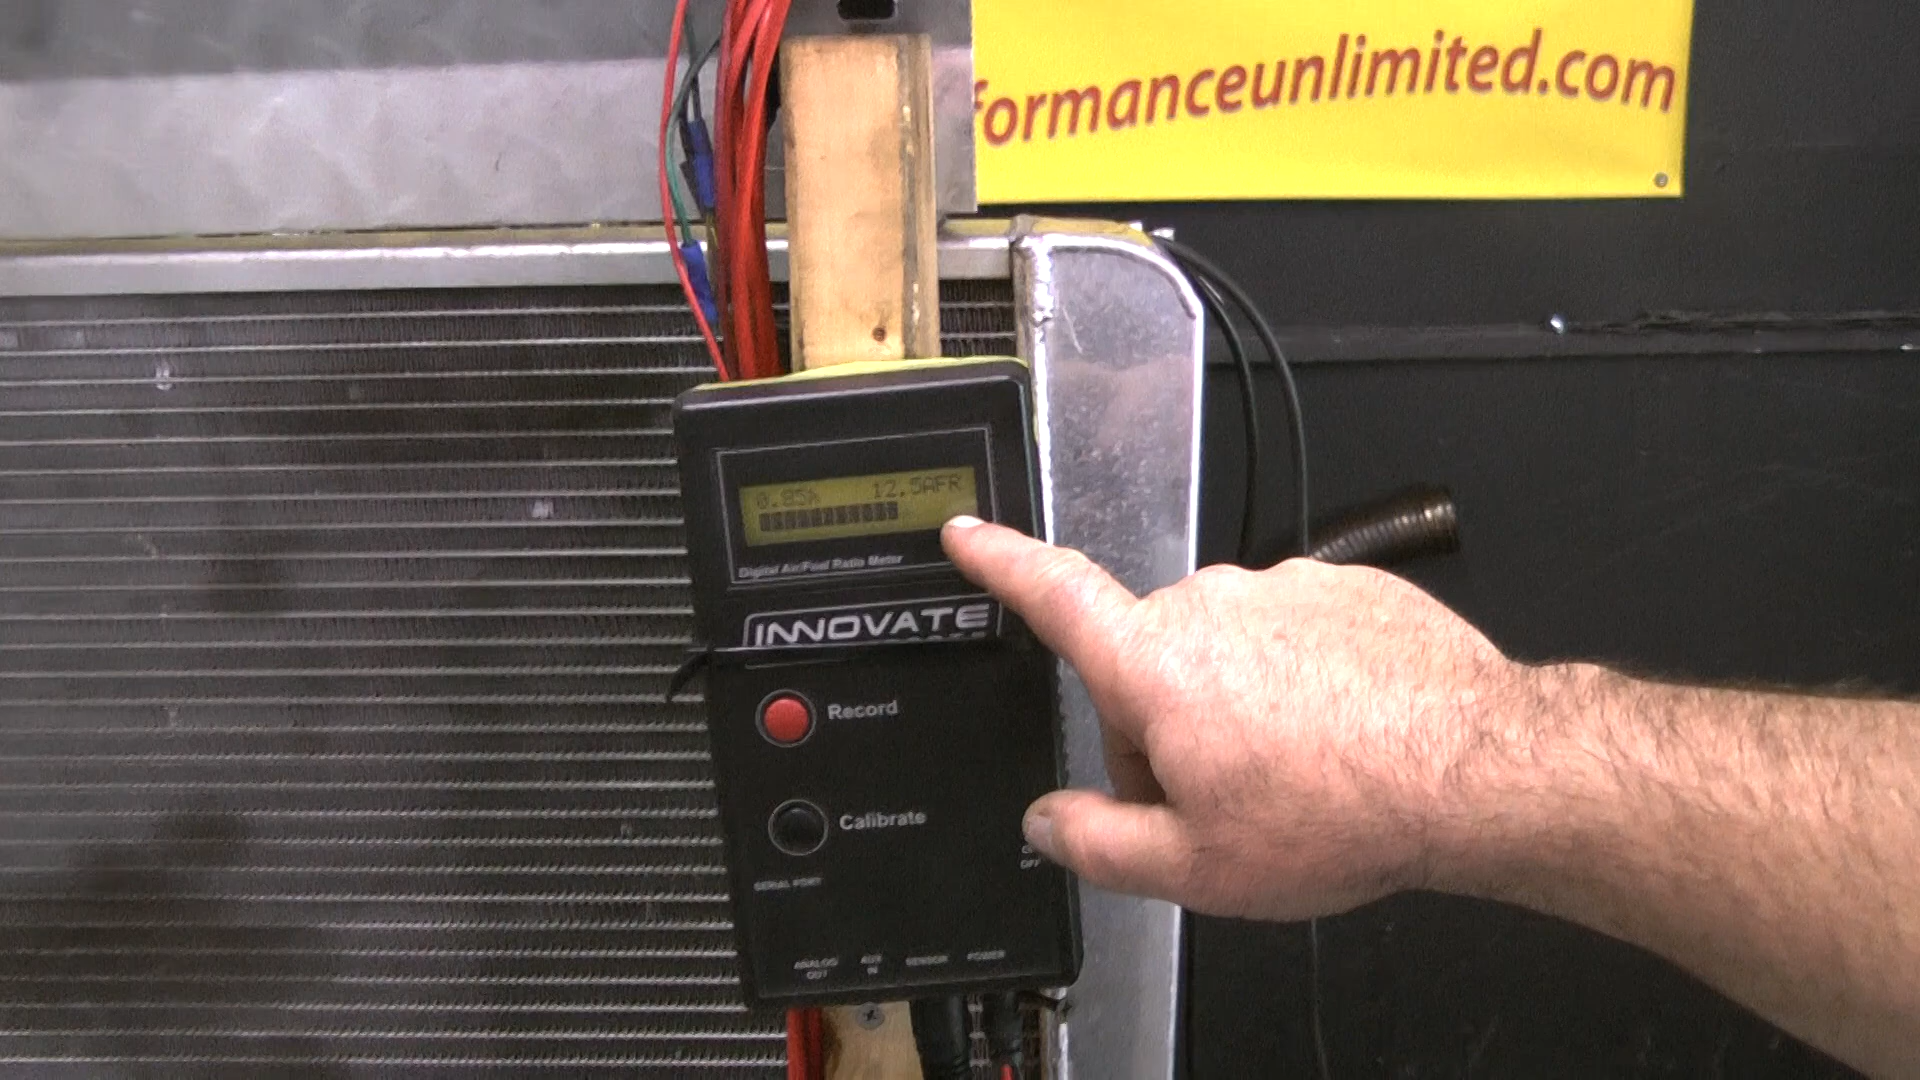 formanceunlimited.com
0.85λ 12.5AFR
Digital Air/Fuel Ratio Meter
INNOVATE
Record
Calibrate
SERIAL PORT
OFF
ANALOG OUT
AUX IN
SENSOR
POWER